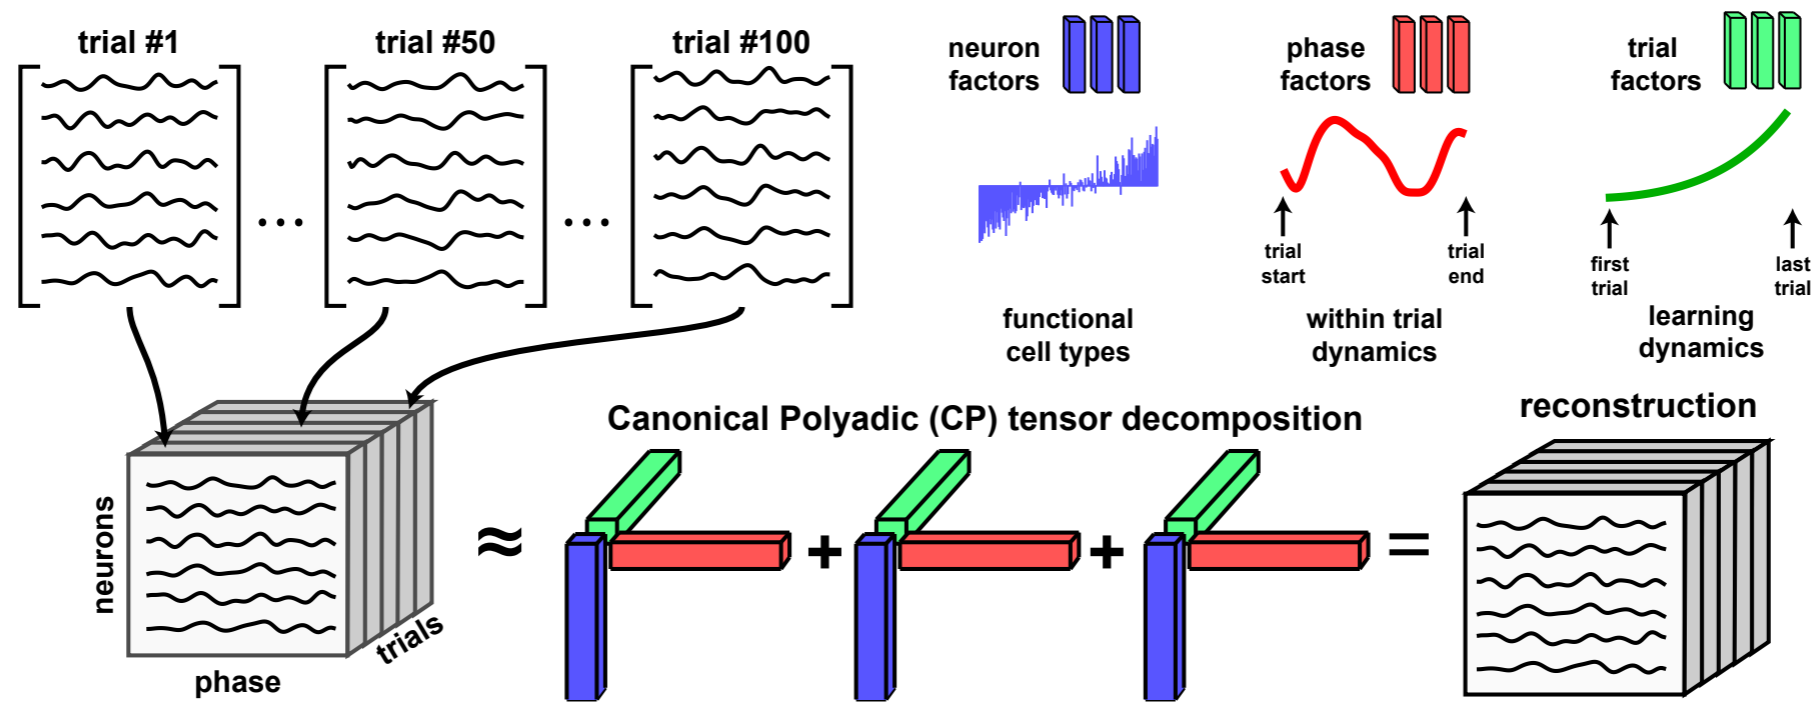 trial #1
trial #50
trial #100
... ...
neuron
factors
phase
factors
trial
factors
trial
start
trial
end
first
trial
last
trial
functional
cell types
within trial
dynamics
learning
dynamics
Canonical Polyadic (CP) tensor decomposition
reconstruction
neurons
phase
trials
≈ + + =